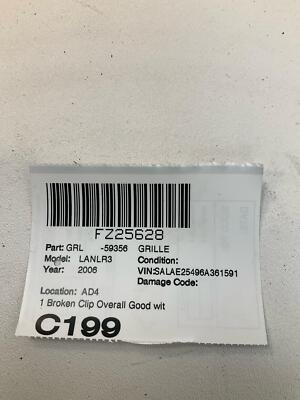 FZ25628
Part: GRL -59356 GRILLE
Model: LANLR3 Condition:
Year: 2006 VIN:SALAE25496A361591
Damage Code:
Location: AD4
1 Broken Clip Overall Good wit
C199